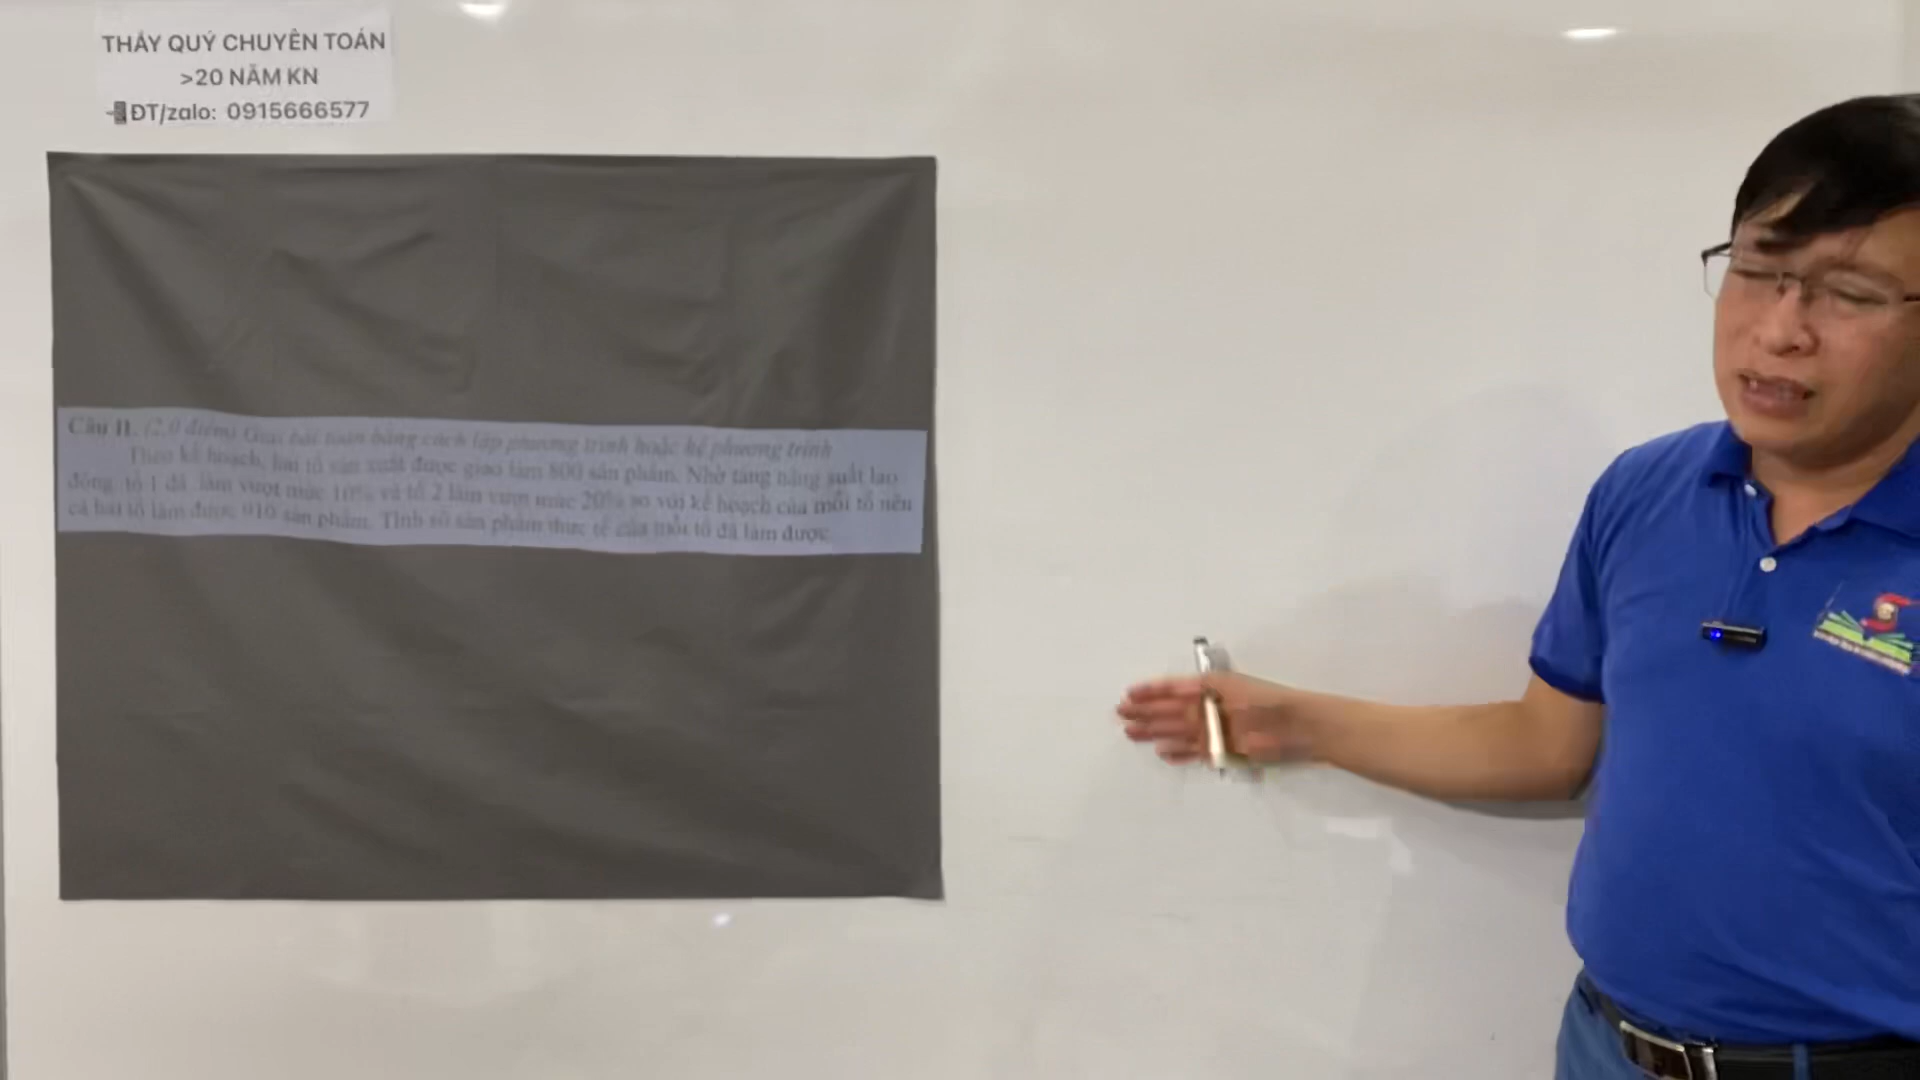 THẦY QUÝ CHUYÊN TOÁN
>20 NĂM KN
ĐT/zalo: 0915666577
Câu II. (2,0 điểm) Giải bài toán bằng cách lập phương trình hoặc hệ phương trình
Theo kế hoạch, hai tổ sản xuất được giao làm 800 sản phẩm. Nhờ tăng năng suất lao
động, tổ 1 đã làm vượt mức 10% và tổ 2 làm vượt mức 20% so với kế hoạch của mỗi tổ nên
cả hai tổ làm được 910 sản phẩm. Tính số sản phẩm thực tế của mỗi tổ đã làm được.